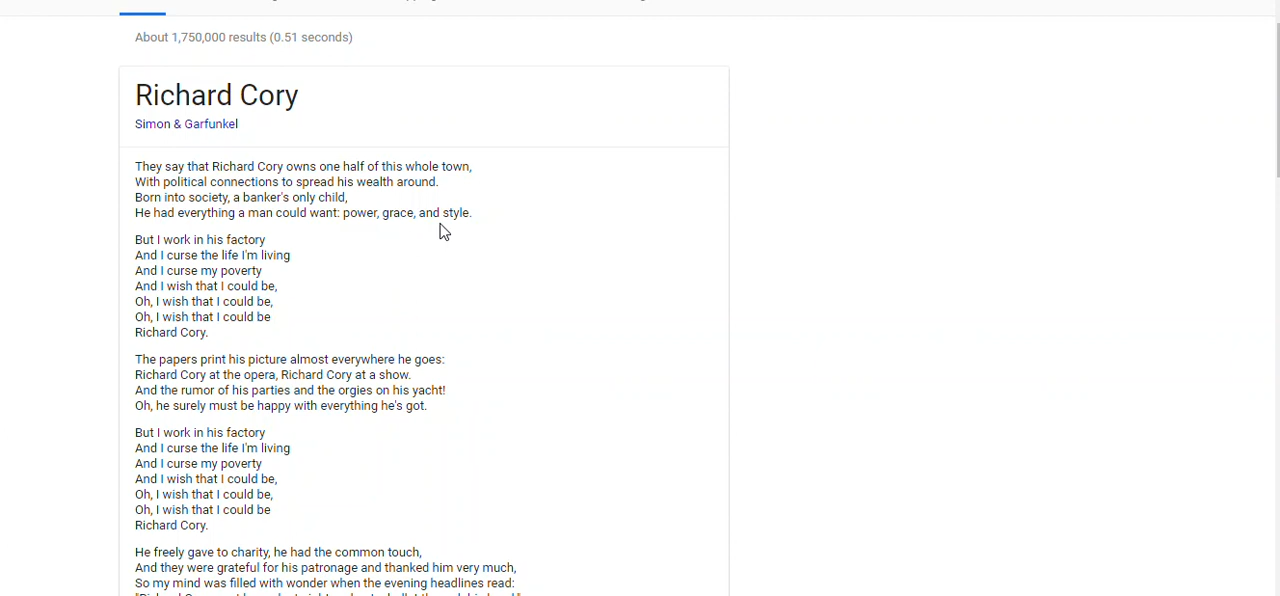 About 1,750,000 results (0.51 seconds)
Richard Cory
Simon & Garfunkel
They say that Richard Cory owns one half of this whole town,
With political connections to spread his wealth around.
Born into society, a banker's only child,
He had everything a man could want: power, grace, and style.
But I work in his factory
And I curse the life I'm living
And I curse my poverty
And I wish that I could be,
Oh, I wish that I could be,
Oh, I wish that I could be
Richard Cory.
The papers print his picture almost everywhere he goes:
Richard Cory at the opera, Richard Cory at a show.
And the rumor of his parties and the orgies on his yacht!
Oh, he surely must be happy with everything he's got.
But I work in his factory
And I curse the life I'm living
And I curse my poverty
And I wish that I could be,
Oh, I wish that I could be,
Oh, I wish that I could be
Richard Cory.
He freely gave to charity, he had the common touch,
And they were grateful for his patronage and thanked him very much,
So my mind was filled with wonder when the evening headlines read: